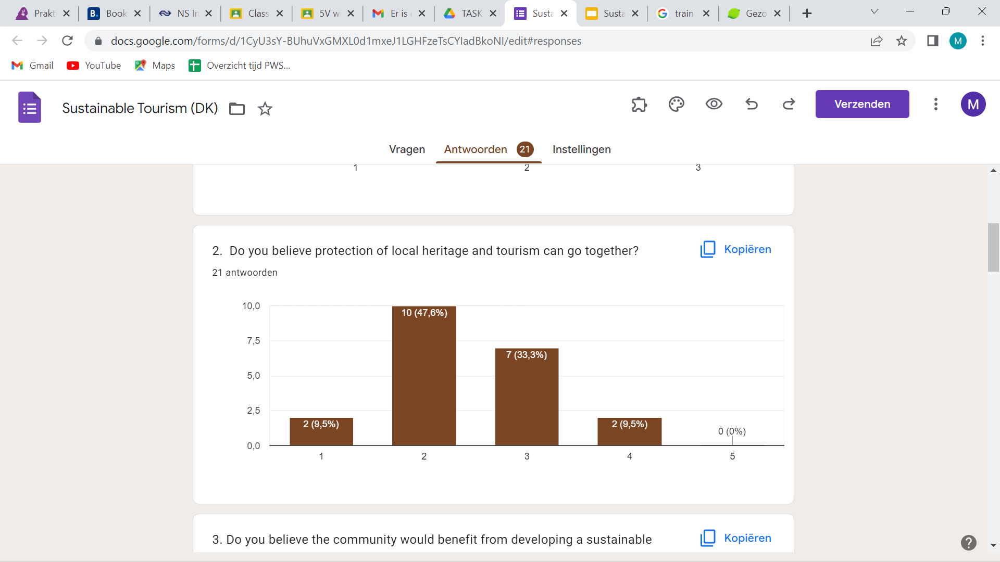 Prakt
B. Book
NS In
Class
5V w
Er is
TASK
Susta
Susta
train
Gezo
docs.google.com/forms/d/1CyU3sY-BUhuVxGMXL0d1mxeJ1LGHFzeTsCYIadBkoNI/edit#responses
M
Gmail
YouTube
Maps
Overzicht tijd PWS...
Sustainable Tourism (DK)
Verzenden
M
Vragen
Antwoorden 21
Instellingen
1 2 3
2. Do you believe protection of local heritage and tourism can go together?
Kopiëren
21 antwoorden
10,0
7,5
5,0
2,5
0,0
2 (9,5%)
10 (47,6%)
7 (33,3%)
2 (9,5%)
0 (0%)
1 2 3 4 5
3. Do you believe the community would benefit from developing a sustainable
Kopiëren